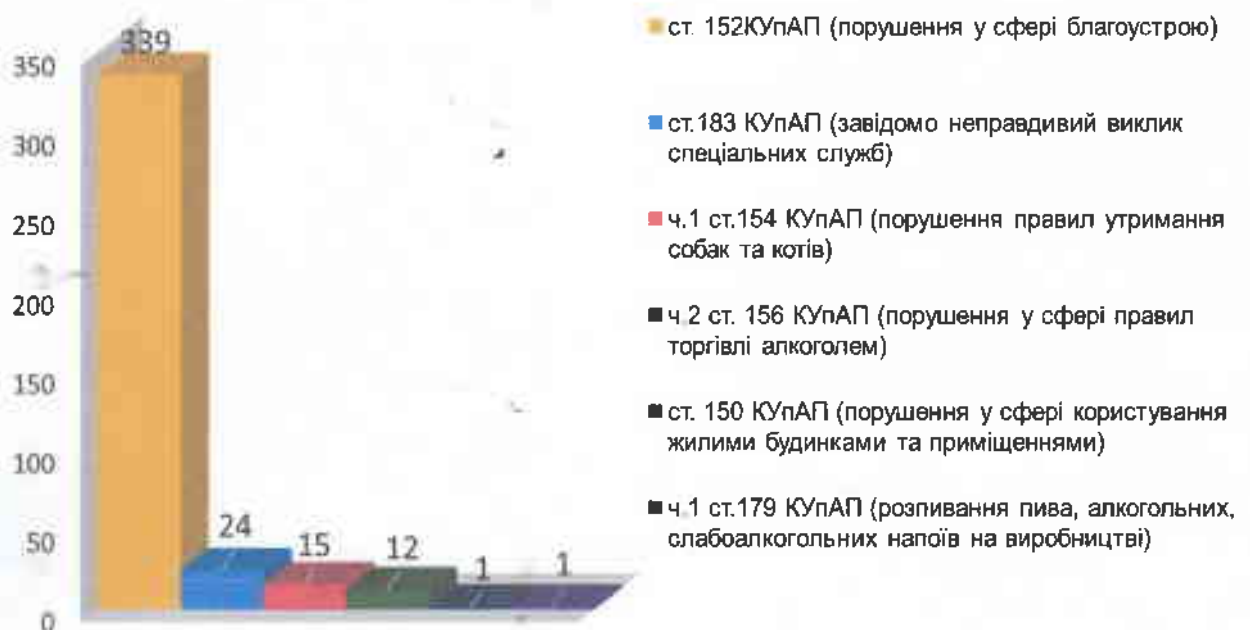 339
350
300
250
200
150
100
50
0
24
15
12
1
1
ст. 152КУпАП (порушення у сфері благоустрою)
ст.183 КУпАП (завідомо неправдивий виклик
спеціальних служб)
ч.1 ст.154 КУпАП (порушення правил утримання
собак та котів)
ч.2 ст. 156 КУпАП (порушення у сфері правил
торгівлі алкоголем)
ст. 150 КУпАП (порушення у сфері користування
жилими будинками та приміщеннями)
ч.1 ст.179 КУпАП (розпивання пива, алкогольних,
слабоалкогольних напоїв на виробництві)